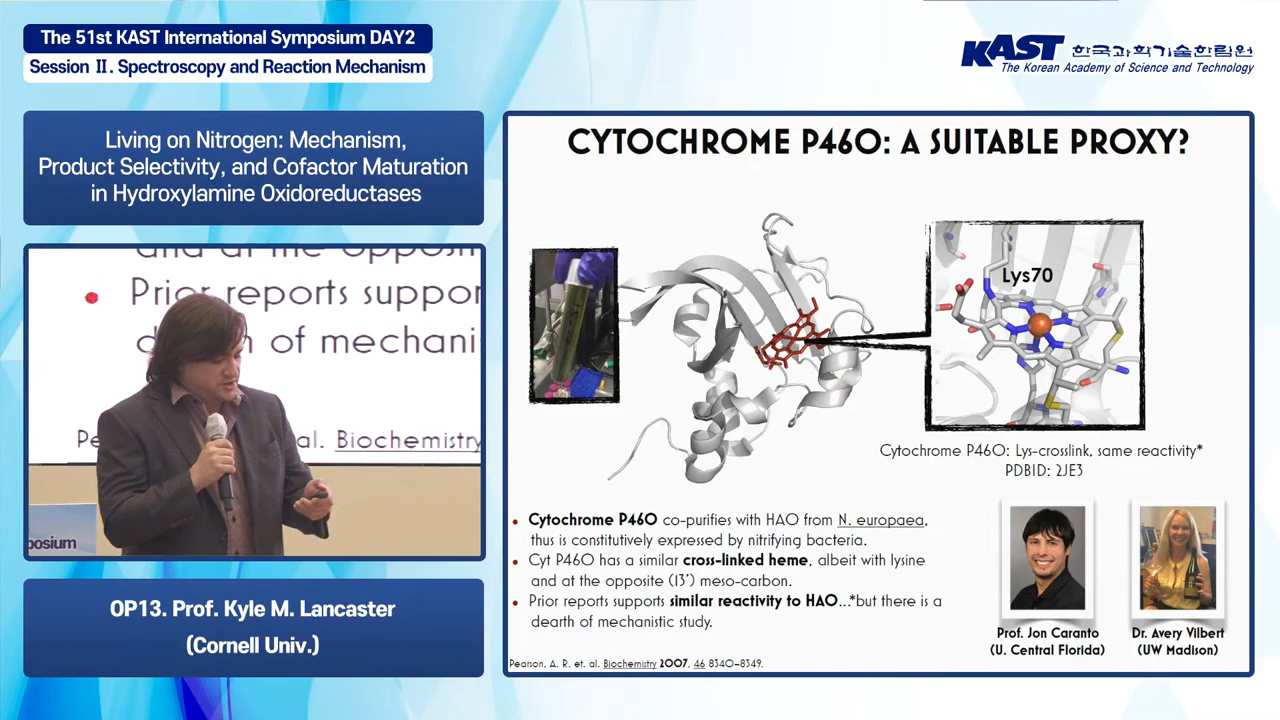 The 51st KAST International Symposium DAY2
Session Ⅱ. Spectroscopy and Reaction Mechanism
KAST 한국과학기술한림원
The Korean Academy of Science and Technology
Living on Nitrogen: Mechanism,
Product Selectivity, and Cofactor Maturation
in Hydroxylamine Oxidoreductases
and at the opposit
Prior reports suppor
d th of mechani
Pe al. Biochemistry
posium
OP13. Prof. Kyle M. Lancaster
(Cornell Univ.)
CYTOCHROME P460: A SUITABLE PROXY?
Lys70
Cytochrome P460: Lys-crosslink, same reactivity*
PDBID: 2JE3
• Cytochrome P460 co-purifies with HAO from N. europaea,
thus is constitutively expressed by nitrifying bacteria.
• Cyt P460 has a similar cross-linked heme, albeit with lysine
and at the opposite (13') meso-carbon.
• Prior reports supports similar reactivity to HAO...*but there is a
dearth of mechanistic study.
Prof. Jon Caranto
(U. Central Florida)
Dr. Avery Vilbert
(UW Madison)
Pearson, A. R. et. al. Biochemistry 2007, 46 8340–8349.